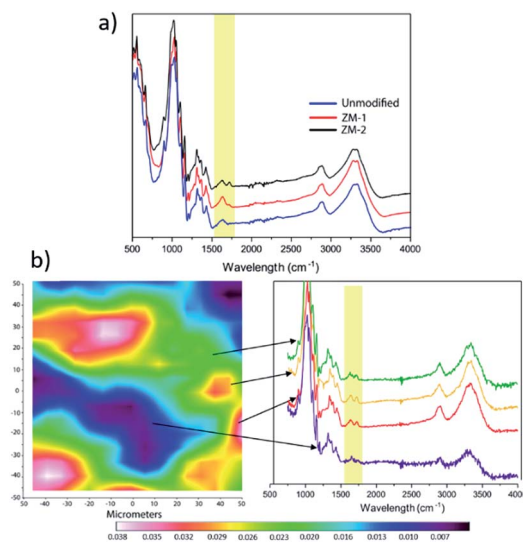 a)
Unmodified
ZM-1
ZM-2
500 1000 1500 2000 2500 3000 3500 4000
Wavelength (cm-1)
b)
50
40
30
20
10
0
-10
-20
-30
-40
-50
-40 -30 -20 -10 0 10 20 30 40 50
500 1000 1500 2000 2500 3000 3500 400
Wavelength (cm-1)
Micrometers
0.038 0.035 0.032 0.029 0.026 0.023 0.020 0.016 0.013 0.010 0.007